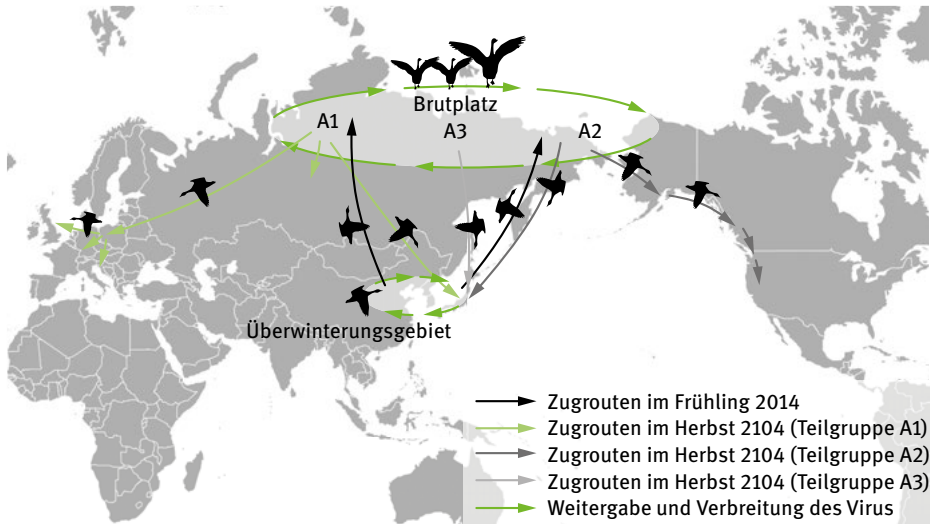 Brutplatz
A1
A3
A2
Überwinterungsgebiet
Zugrouten im Frühling 2014
Zugrouten im Herbst 2104 (Teilgruppe A1)
Zugrouten im Herbst 2104 (Teilgruppe A2)
Zugrouten im Herbst 2104 (Teilgruppe A3)
Weitergabe und Verbreitung des Virus